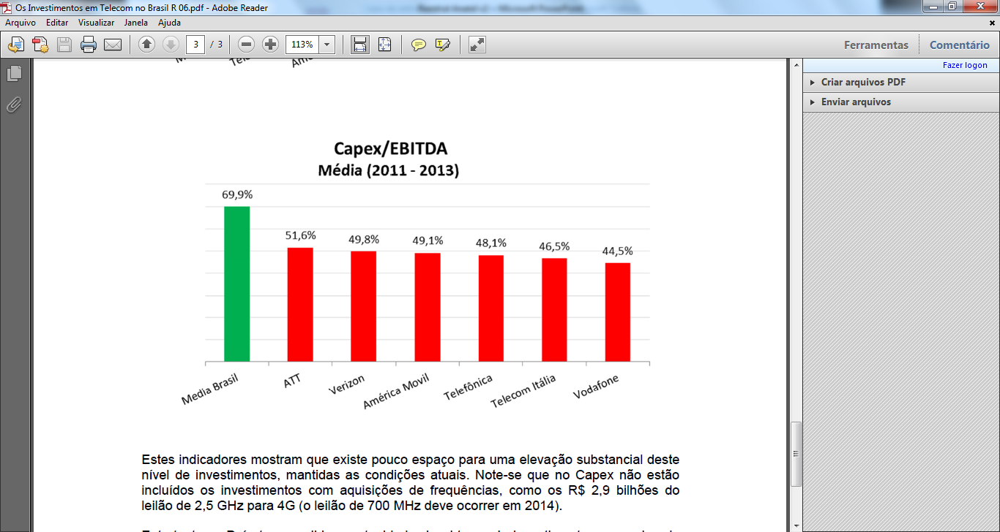 Os Investimentos em Telecom no Brasil R 06.pdf - Adobe Reader
Arquivo Editar Visualizar Janela Ajuda
3 / 3 113% Ferramentas Comentário
Fazer logon
Criar arquivos PDF
Enviar arquivos
Capex/EBITDA
Média (2011 - 2013)
69,9%
51,6%
49,8%
49,1%
48,1%
46,5%
44,5%
Media Brasil
ATT
Verizon
América Movil
Telefônica
Telecom Itália
Vodafone
Estes indicadores mostram que existe pouco espaço para uma elevação substancial deste
nível de investimentos, mantidas as condições atuais. Note-se que no Capex não estão
incluídos os investimentos com aquisições de frequências, como os R$ 2,9 bilhões do
leilão de 2,5 GHz para 4G (o leilão de 700 MHz deve ocorrer em 2014).